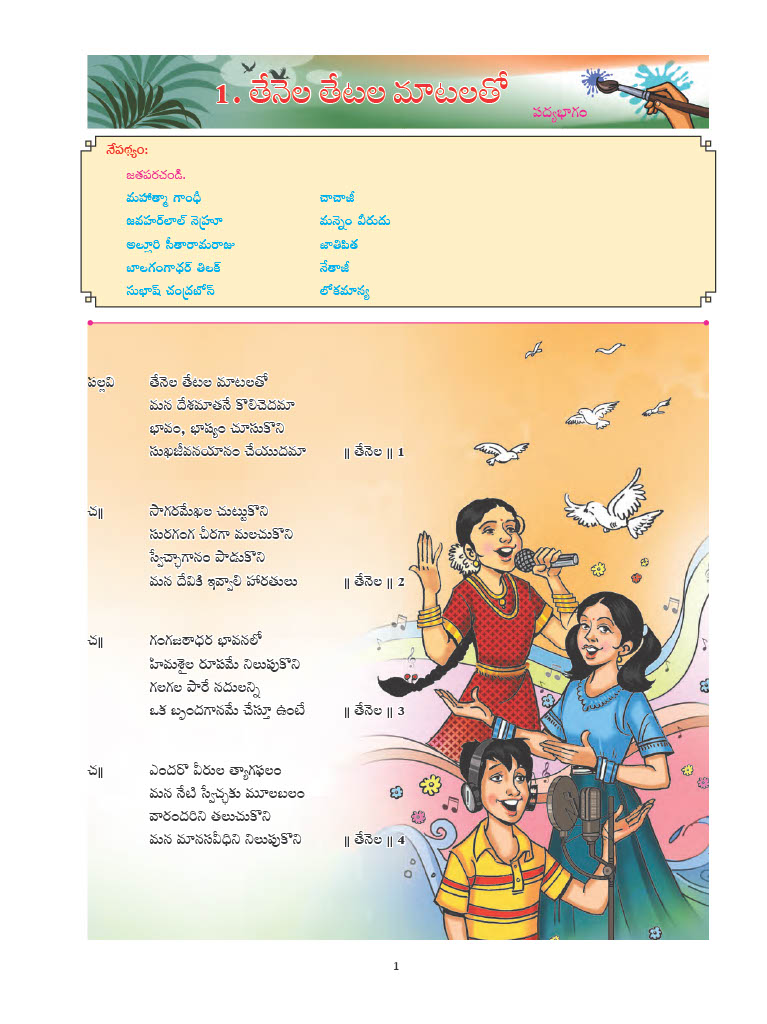 1. తేనెల తేటల మాటలతో
పద్యభాగం
నేపథ్యం:
జతపరచండి.
మహాత్మా గాంధీ చాచాజీ
జవహర్‌లాల్ నెహ్రూ మన్నెం వీరుడు
అల్లూరి సీతారామరాజు జాతిపిత
బాలగంగాధర్ తిలక్ నేతాజీ
సుభాష్ చంద్రబోస్ లోకమాన్య
పల్లవి తేనెల తేటల మాటలతో
మన దేశమాతనే కొలిచెదమా
భావం, భాష్యం చూసుకొని
సుఖజీవనయానం చేయుదమా || తేనెల || 1
చ|| సాగరమేఖల చుట్టుకొని
సురగంగ చీరగా మలచుకొని
స్వేచ్ఛాగానం పాడుకొని
మన దేవికి ఇవ్వాలి హారతులు || తేనెల || 2
చ|| గంగజఠాధర భావనలో
హిమశైల రూపమే నిలుపుకొని
గలగల పారే నదులన్ని
ఒక బృందగానమే చేస్తూ ఉంటే || తేనెల || 3
చ|| ఎందరొ వీరుల త్యాగఫలం
మన నేటి స్వేచ్ఛకు మూలబలం
వారందరిని తలుచుకొని
మన మానసవీధిని నిలుపుకొని || తేనెల || 4
1